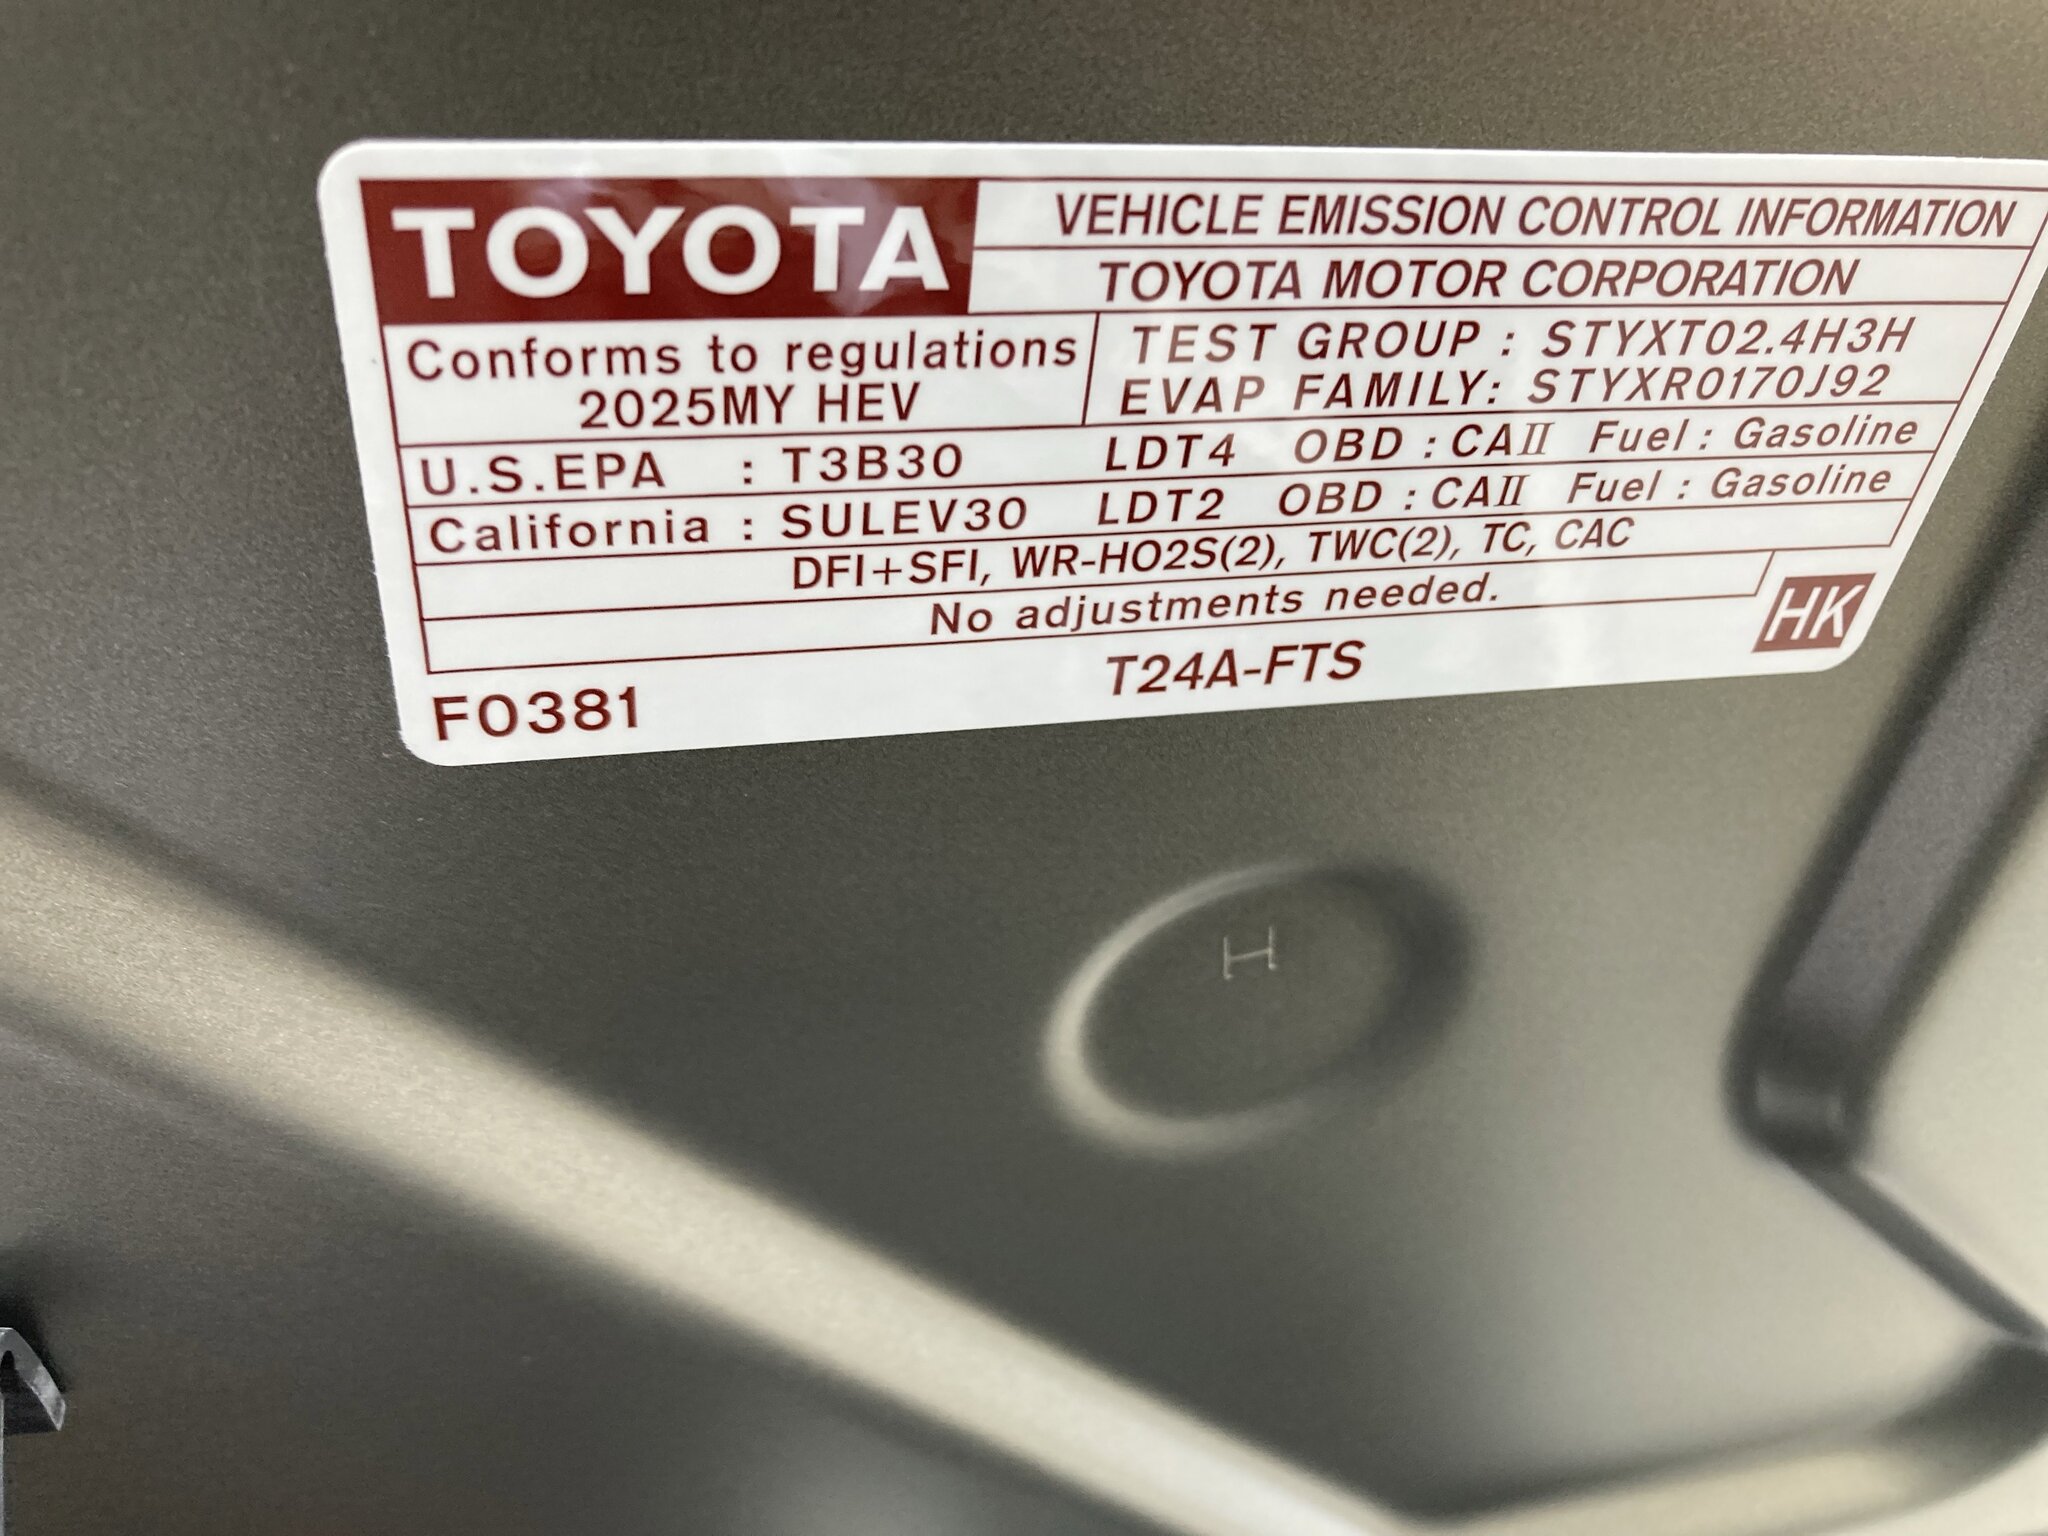 TOYOTA
VEHICLE EMISSION CONTROL INFORMATION
TOYOTA MOTOR CORPORATION
Conforms to regulations
2025MY HEV
TEST GROUP : STYXT02.4H3H
EVAP FAMILY: STYXR0170J92
U.S.EPA : T3B30 LDT4 OBD : CAII Fuel : Gasoline
California : SULEV30 LDT2 OBD : CAII Fuel : Gasoline
DFI+SFI, WR-HO2S(2), TWC(2), TC, CAC
No adjustments needed.
HK
F0381
T24A-FTS
H